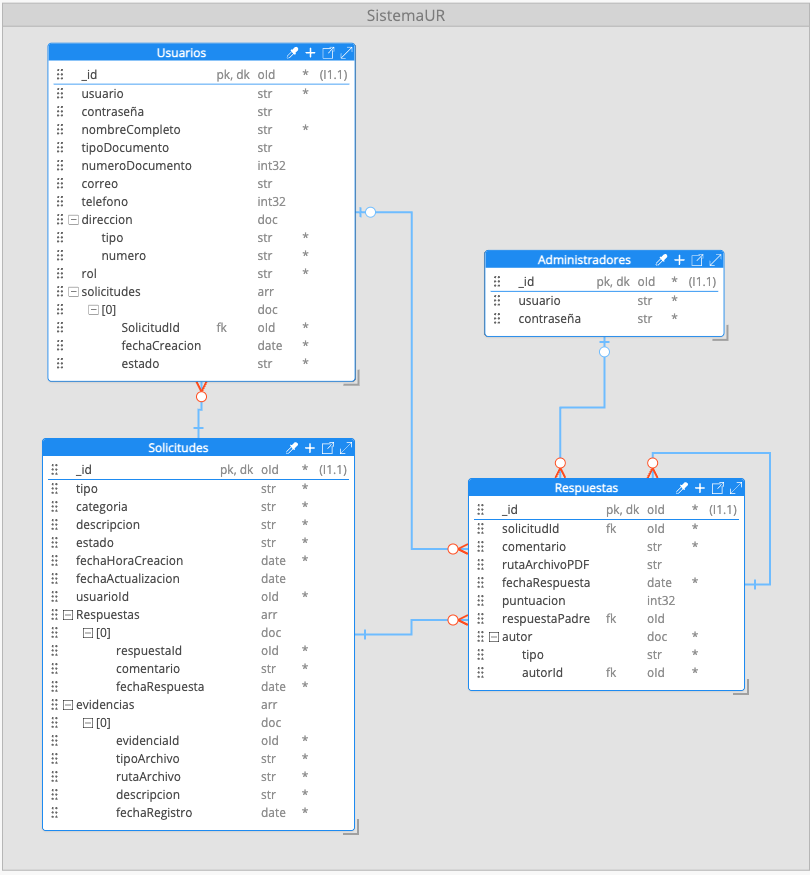 SistemaUR
Usuarios
_id pk, dk oId * (I1.1)
usuario str *
contraseña str
nombreCompleto str *
tipoDocumento str
numeroDocumento int32
correo str
telefono int32
direccion doc
tipo str *
numero str *
rol str *
solicitudes arr
[0] doc
SolicitudId fk oId *
fechaCreacion date *
estado str *
Administradores
_id pk, dk oId * (I1.1)
usuario str *
contraseña str *
Solicitudes
_id pk, dk oId * (I1.1)
tipo str *
categoria str *
descripcion str *
estado str *
fechaHoraCreacion date *
fechaActualizacion date
usuarioId oId *
Respuestas arr
[0] doc
respuestaId oId *
comentario str *
fechaRespuesta date *
evidencias arr
[0] doc
evidenciaId oId *
tipoArchivo str *
rutaArchivo str *
descripcion str *
fechaRegistro date *
Respuestas
_id pk, dk oId * (I1.1)
solicitudId fk oId *
comentario str *
rutaArchivoPDF str
fechaRespuesta date *
puntuacion int32
respuestaPadre fk oId
autor doc *
tipo str *
autorId fk oId *